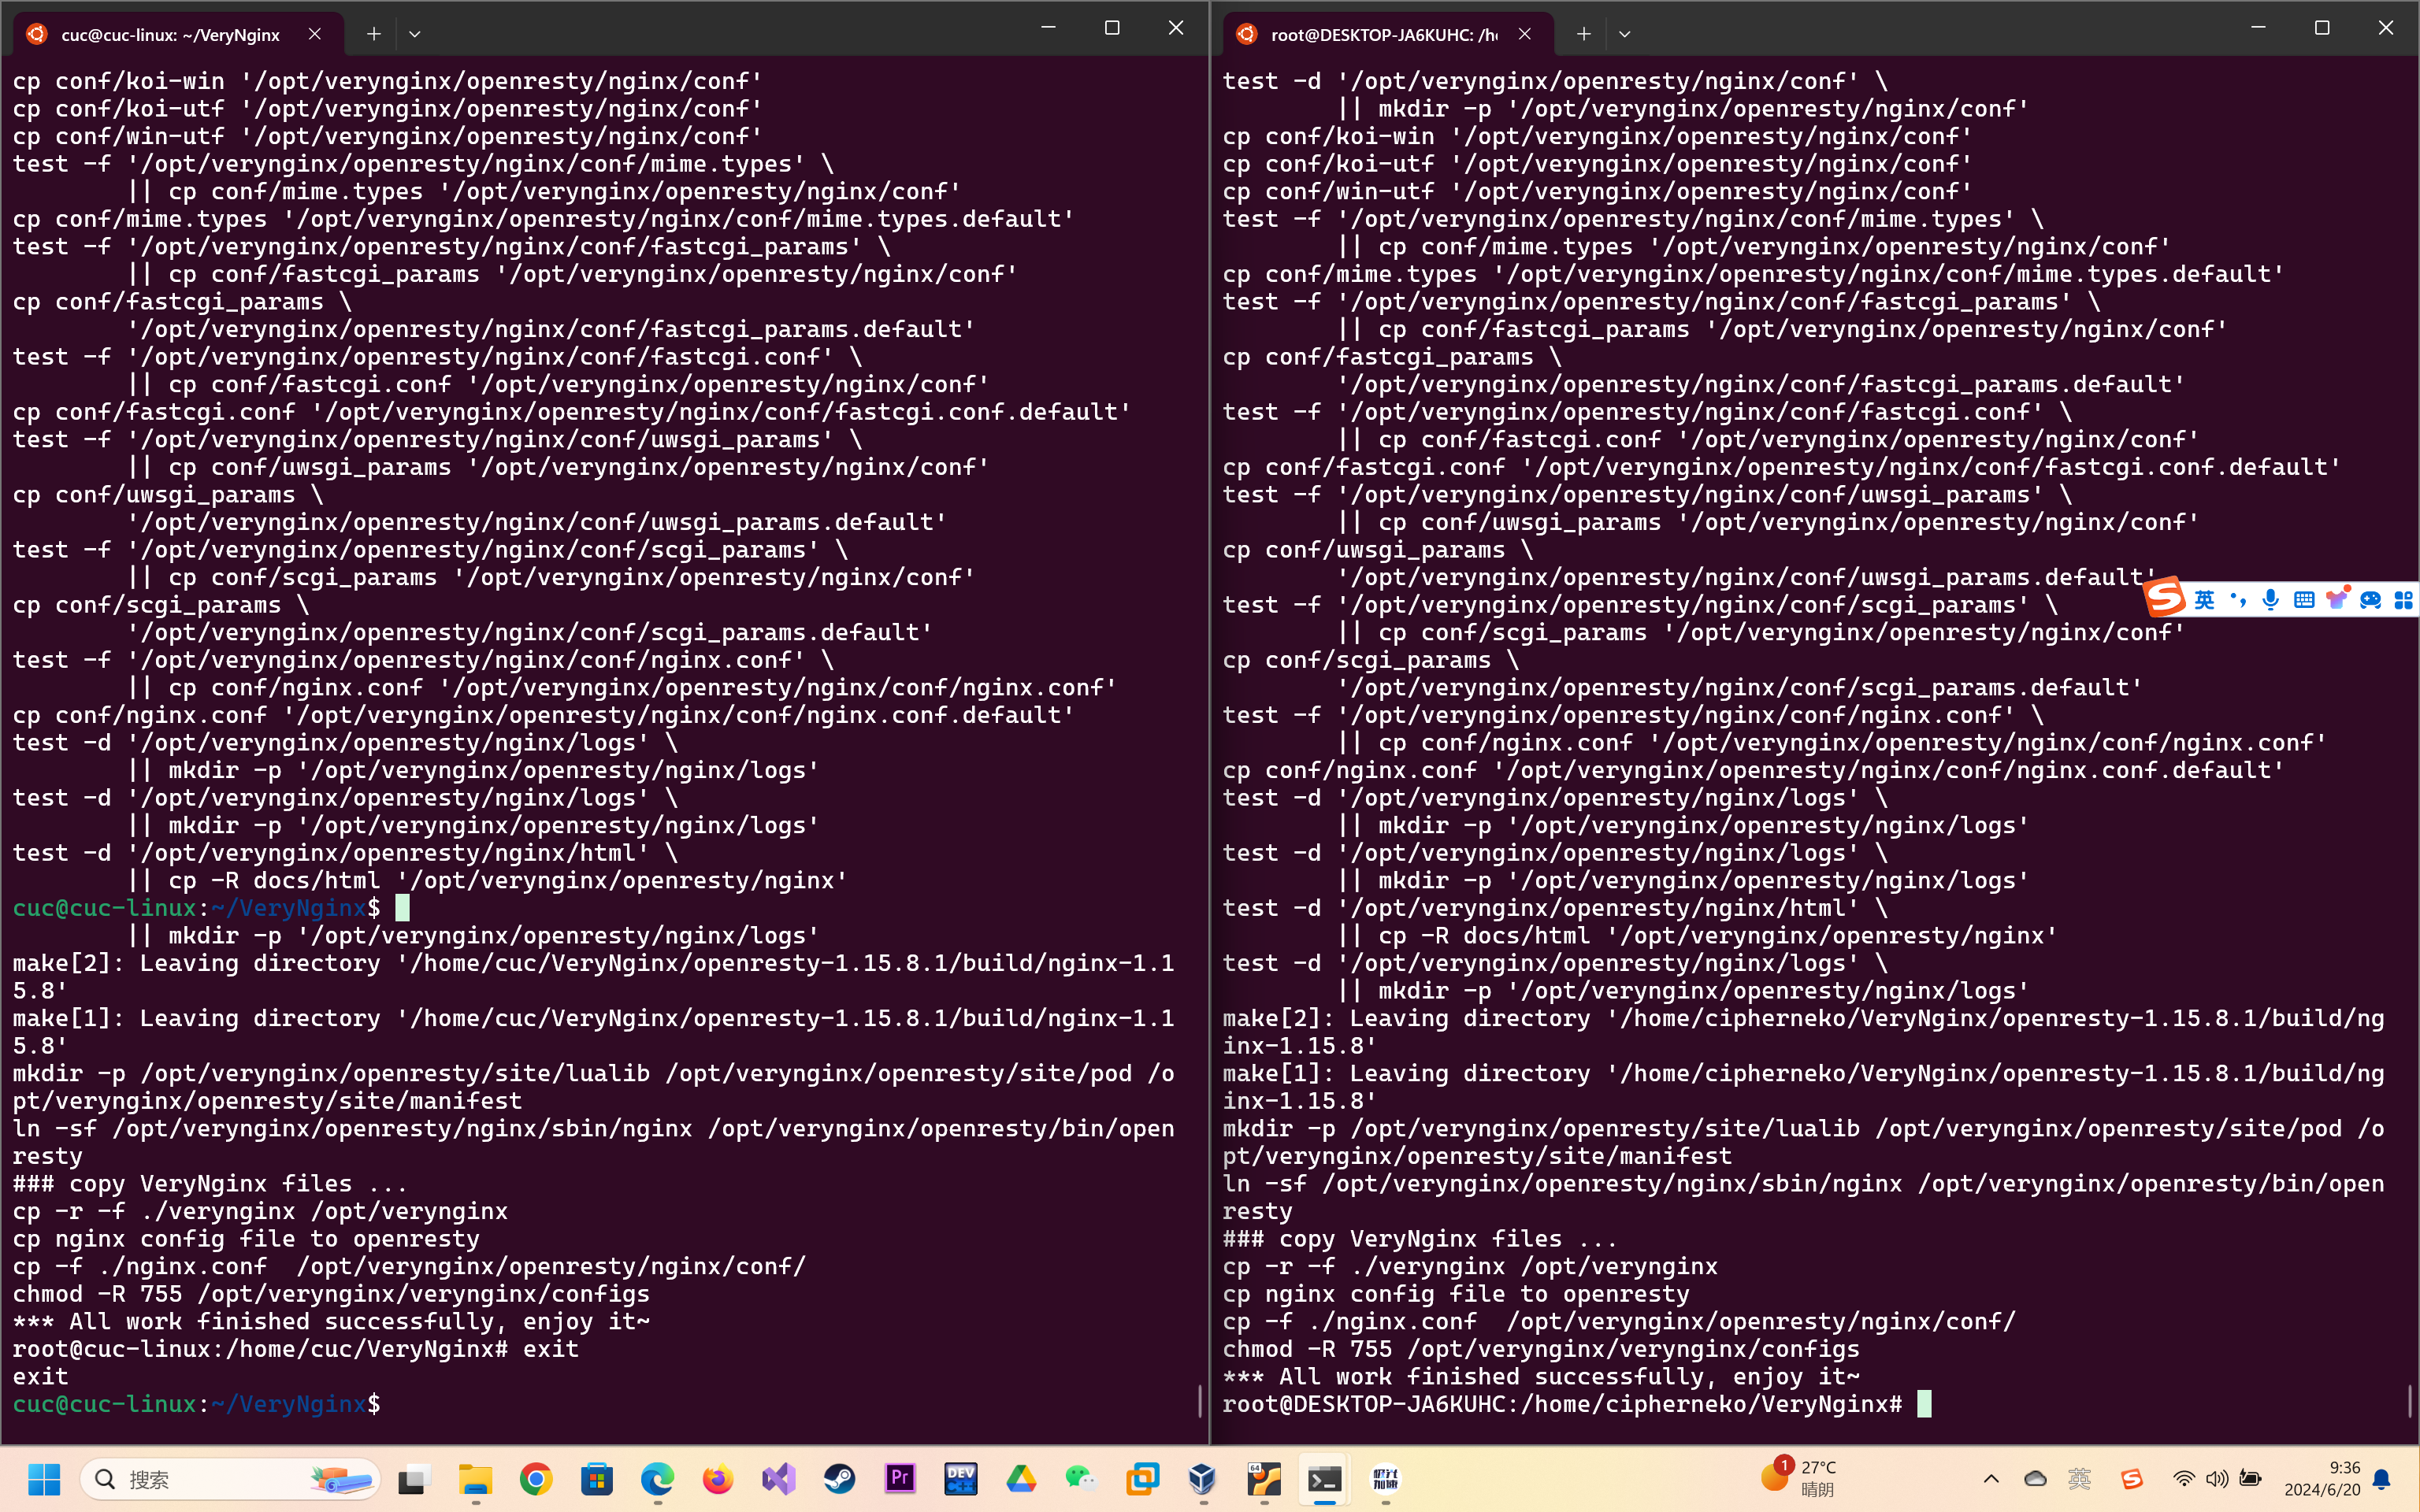 cuc@cuc-linux: ~/VeryNginx
cp conf/koi-win '/opt/verynginx/openresty/nginx/conf'
cp conf/koi-utf '/opt/verynginx/openresty/nginx/conf'
cp conf/win-utf '/opt/verynginx/openresty/nginx/conf'
test -f '/opt/verynginx/openresty/nginx/conf/mime.types' \
|| cp conf/mime.types '/opt/verynginx/openresty/nginx/conf'
cp conf/mime.types '/opt/verynginx/openresty/nginx/conf/mime.types.default'
test -f '/opt/verynginx/openresty/nginx/conf/fastcgi_params' \
|| cp conf/fastcgi_params '/opt/verynginx/openresty/nginx/conf'
cp conf/fastcgi_params \
'/opt/verynginx/openresty/nginx/conf/fastcgi_params.default'
test -f '/opt/verynginx/openresty/nginx/conf/fastcgi.conf' \
|| cp conf/fastcgi.conf '/opt/verynginx/openresty/nginx/conf'
cp conf/fastcgi.conf '/opt/verynginx/openresty/nginx/conf/fastcgi.conf.default'
test -f '/opt/verynginx/openresty/nginx/conf/uwsgi_params' \
|| cp conf/uwsgi_params '/opt/verynginx/openresty/nginx/conf'
cp conf/uwsgi_params \
'/opt/verynginx/openresty/nginx/conf/uwsgi_params.default'
test -f '/opt/verynginx/openresty/nginx/conf/scgi_params' \
|| cp conf/scgi_params '/opt/verynginx/openresty/nginx/conf'
cp conf/scgi_params \
'/opt/verynginx/openresty/nginx/conf/scgi_params.default'
test -f '/opt/verynginx/openresty/nginx/conf/nginx.conf' \
|| cp conf/nginx.conf '/opt/verynginx/openresty/nginx/conf/nginx.conf'
cp conf/nginx.conf '/opt/verynginx/openresty/nginx/conf/nginx.conf.default'
test -d '/opt/verynginx/openresty/nginx/logs' \
|| mkdir -p '/opt/verynginx/openresty/nginx/logs'
test -d '/opt/verynginx/openresty/nginx/logs' \
|| mkdir -p '/opt/verynginx/openresty/nginx/logs'
test -d '/opt/verynginx/openresty/nginx/html' \
|| cp -R docs/html '/opt/verynginx/openresty/nginx'
cuc@cuc-linux:~/VeryNginx$
|| mkdir -p '/opt/verynginx/openresty/nginx/logs'
make[2]: Leaving directory '/home/cuc/VeryNginx/openresty-1.15.8.1/build/nginx-1.1
5.8'
make[1]: Leaving directory '/home/cuc/VeryNginx/openresty-1.15.8.1/build/nginx-1.1
5.8'
mkdir -p /opt/verynginx/openresty/site/lualib /opt/verynginx/openresty/site/pod /o
pt/verynginx/openresty/site/manifest
ln -sf /opt/verynginx/openresty/nginx/sbin/nginx /opt/verynginx/openresty/bin/open
resty
### copy VeryNginx files ...
cp -r -f ./verynginx /opt/verynginx
cp nginx config file to openresty
cp -f ./nginx.conf  /opt/verynginx/openresty/nginx/conf/
chmod -R 755 /opt/verynginx/verynginx/configs
*** All work finished successfully, enjoy it~
root@cuc-linux:/home/cuc/VeryNginx# exit
exit
cuc@cuc-linux:~/VeryNginx$
root@DESKTOP-JA6KUHC: /h
test -d '/opt/verynginx/openresty/nginx/conf' \
|| mkdir -p '/opt/verynginx/openresty/nginx/conf'
cp conf/koi-win '/opt/verynginx/openresty/nginx/conf'
cp conf/koi-utf '/opt/verynginx/openresty/nginx/conf'
cp conf/win-utf '/opt/verynginx/openresty/nginx/conf'
test -f '/opt/verynginx/openresty/nginx/conf/mime.types' \
|| cp conf/mime.types '/opt/verynginx/openresty/nginx/conf'
cp conf/mime.types '/opt/verynginx/openresty/nginx/conf/mime.types.default'
test -f '/opt/verynginx/openresty/nginx/conf/fastcgi_params' \
|| cp conf/fastcgi_params '/opt/verynginx/openresty/nginx/conf'
cp conf/fastcgi_params \
'/opt/verynginx/openresty/nginx/conf/fastcgi_params.default'
test -f '/opt/verynginx/openresty/nginx/conf/fastcgi.conf' \
|| cp conf/fastcgi.conf '/opt/verynginx/openresty/nginx/conf'
cp conf/fastcgi.conf '/opt/verynginx/openresty/nginx/conf/fastcgi.conf.default'
test -f '/opt/verynginx/openresty/nginx/conf/uwsgi_params' \
|| cp conf/uwsgi_params '/opt/verynginx/openresty/nginx/conf'
cp conf/uwsgi_params \
'/opt/verynginx/openresty/nginx/conf/uwsgi_params.default'
test -f '/opt/verynginx/openresty/nginx/conf/scgi_params' \
|| cp conf/scgi_params '/opt/verynginx/openresty/nginx/conf'
cp conf/scgi_params \
'/opt/verynginx/openresty/nginx/conf/scgi_params.default'
test -f '/opt/verynginx/openresty/nginx/conf/nginx.conf' \
|| cp conf/nginx.conf '/opt/verynginx/openresty/nginx/conf/nginx.conf'
cp conf/nginx.conf '/opt/verynginx/openresty/nginx/conf/nginx.conf.default'
test -d '/opt/verynginx/openresty/nginx/logs' \
|| mkdir -p '/opt/verynginx/openresty/nginx/logs'
test -d '/opt/verynginx/openresty/nginx/logs' \
|| mkdir -p '/opt/verynginx/openresty/nginx/logs'
test -d '/opt/verynginx/openresty/nginx/html' \
|| cp -R docs/html '/opt/verynginx/openresty/nginx'
test -d '/opt/verynginx/openresty/nginx/logs' \
|| mkdir -p '/opt/verynginx/openresty/nginx/logs'
make[2]: Leaving directory '/home/cipherneko/VeryNginx/openresty-1.15.8.1/build/ng
inx-1.15.8'
make[1]: Leaving directory '/home/cipherneko/VeryNginx/openresty-1.15.8.1/build/ng
inx-1.15.8'
mkdir -p /opt/verynginx/openresty/site/lualib /opt/verynginx/openresty/site/pod /o
pt/verynginx/openresty/site/manifest
ln -sf /opt/verynginx/openresty/nginx/sbin/nginx /opt/verynginx/openresty/bin/open
resty
### copy VeryNginx files ...
cp -r -f ./verynginx /opt/verynginx
cp nginx config file to openresty
cp -f ./nginx.conf  /opt/verynginx/openresty/nginx/conf/
chmod -R 755 /opt/verynginx/verynginx/configs
*** All work finished successfully, enjoy it~
root@DESKTOP-JA6KUHC:/home/cipherneko/VeryNginx#
英
搜索
Pr
DEV
C++
64
1
27°C
晴朗
英
9:36
2024/6/20